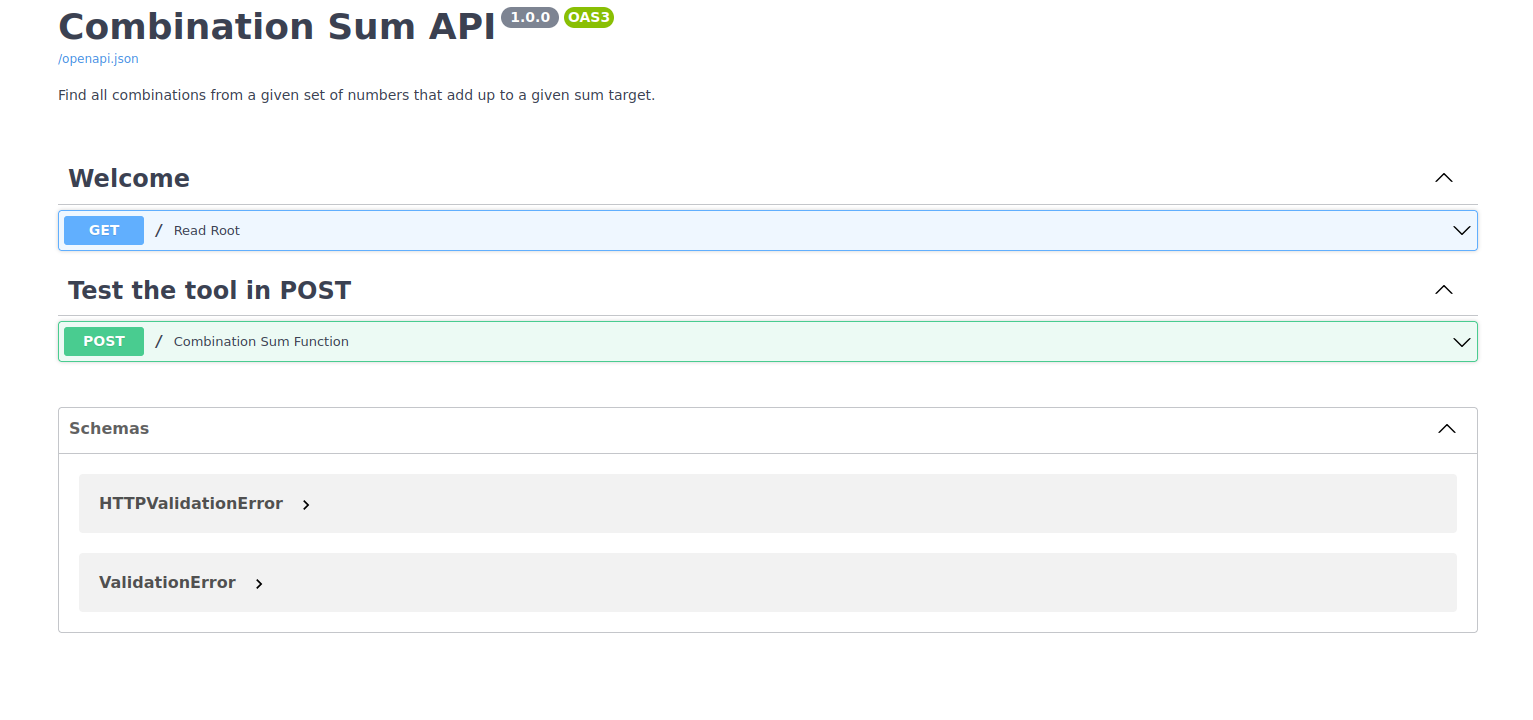 Combination Sum API 1.0.0 OAS3
/openapi.json
Find all combinations from a given set of numbers that add up to a given sum target.
Welcome
GET / Read Root
Test the tool in POST
POST / Combination Sum Function
Schemas
HTTPValidationError
ValidationError